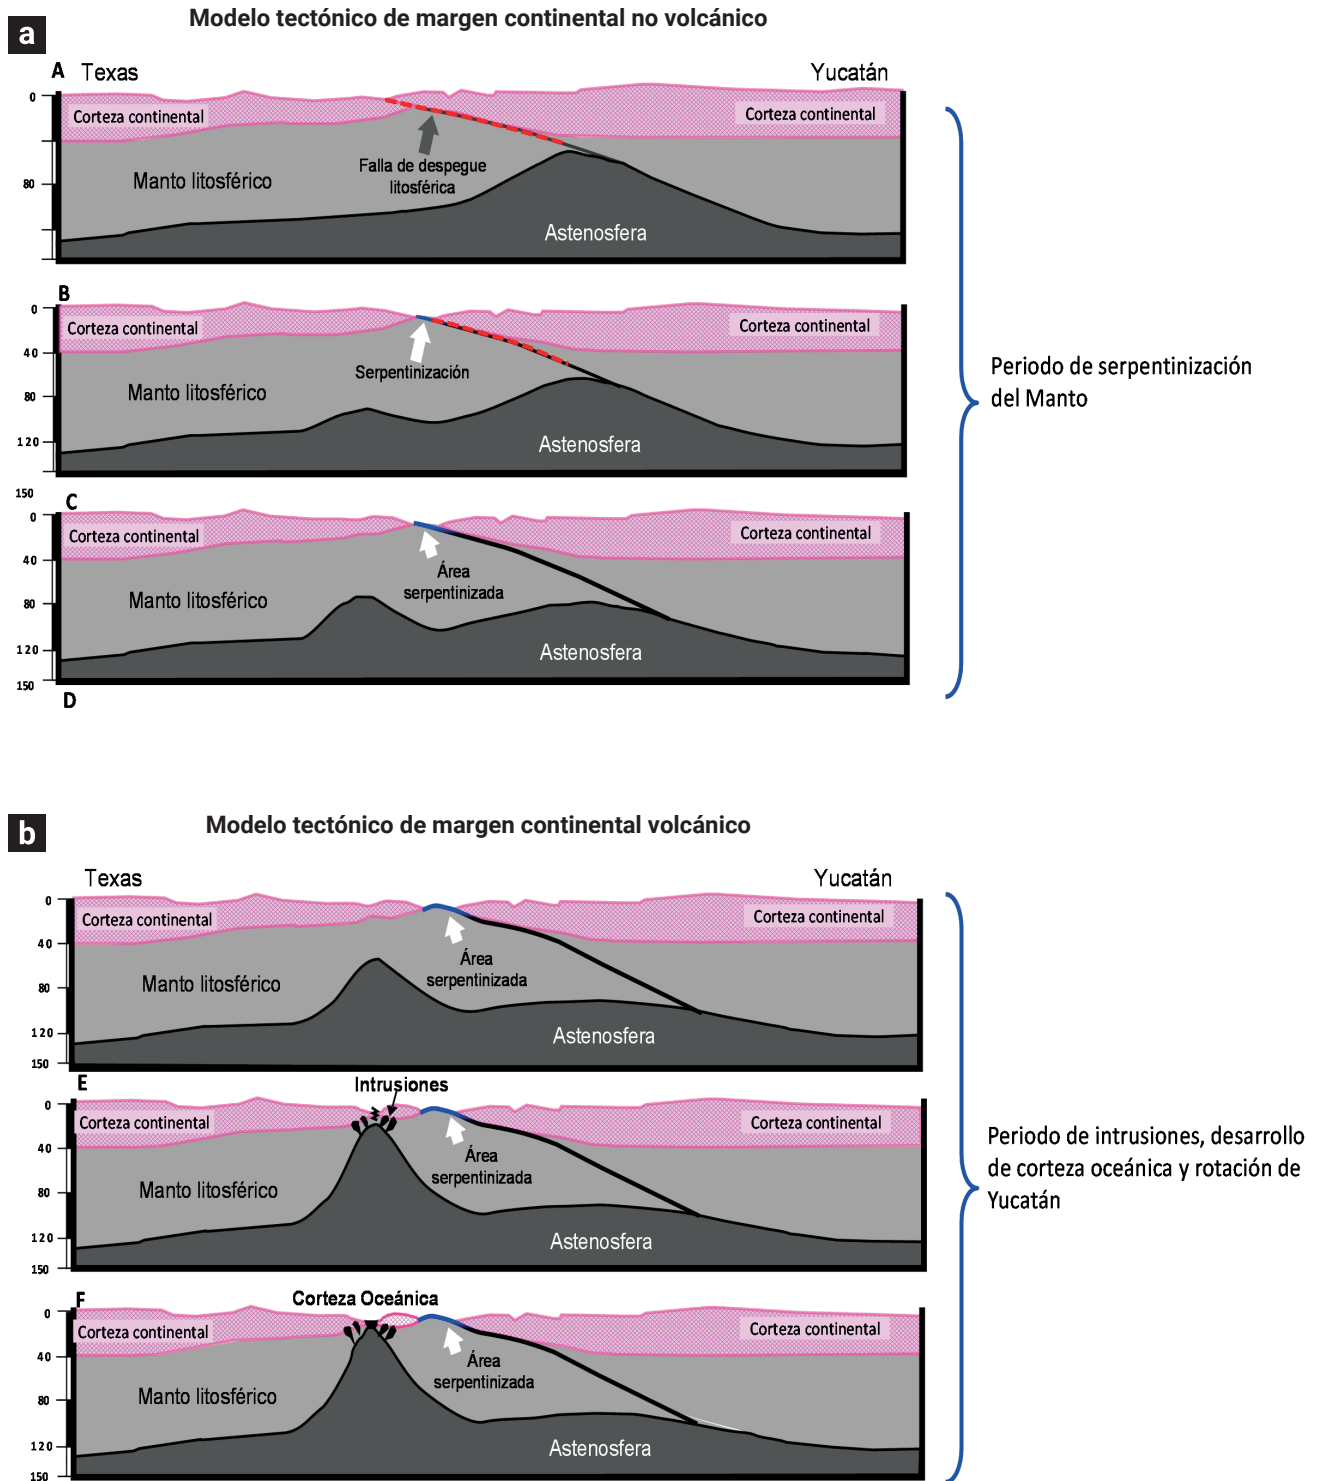 a
Modelo tectónico de margen continental no volcánico
A
Texas
Yucatán
0
80
Corteza continental
Corteza continental
Manto litosférico
Falla de despegue
litosférica
Astenosfera
B
0
40
80
120
Corteza continental
Corteza continental
Serpentinización
Manto litosférico
Astenosfera
150
C
0
40
80
120
150
Corteza continental
Corteza continental
Área
serpentinizada
Manto litosférico
Astenosfera
D
Periodo de serpentinización
del Manto
b
Modelo tectónico de margen continental volcánico
Texas
Yucatán
0
40
80
120
150
Corteza continental
Corteza continental
Área
serpentinizada
Manto litosférico
Astenosfera
E
Intrusiones
0
40
80
120
150
Corteza continental
Corteza continental
Área
serpentinizada
Manto litosférico
Astenosfera
F
Corteza Oceánica
0
40
80
120
150
Corteza continental
Corteza continental
Área
serpentinizada
Manto litosférico
Astenosfera
Periodo de intrusiones, desarrollo
de corteza oceánica y rotación de
Yucatán